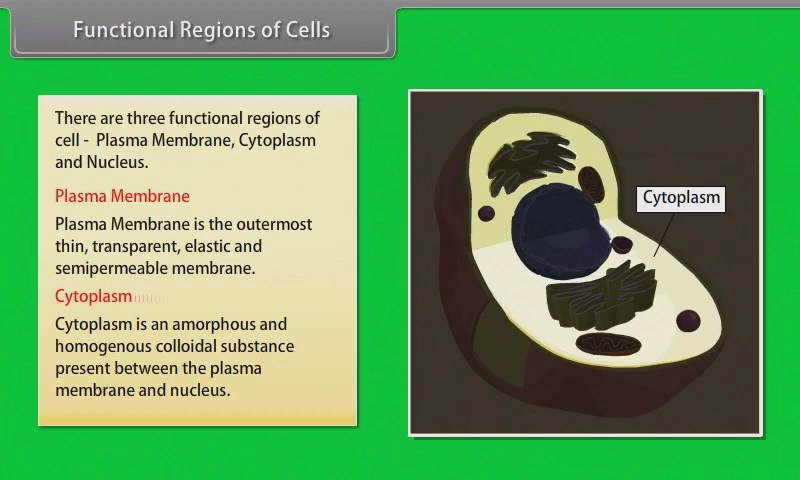 Functional Regions of Cells
There are three functional regions of
cell - Plasma Membrane, Cytoplasm
and Nucleus.
Plasma Membrane
Plasma Membrane is the outermost
thin, transparent, elastic and
semipermeable membrane.
Cytoplasm
Cytoplasm is an amorphous and
homogenous colloidal substance
present between the plasma
membrane and nucleus.
Cytoplasm